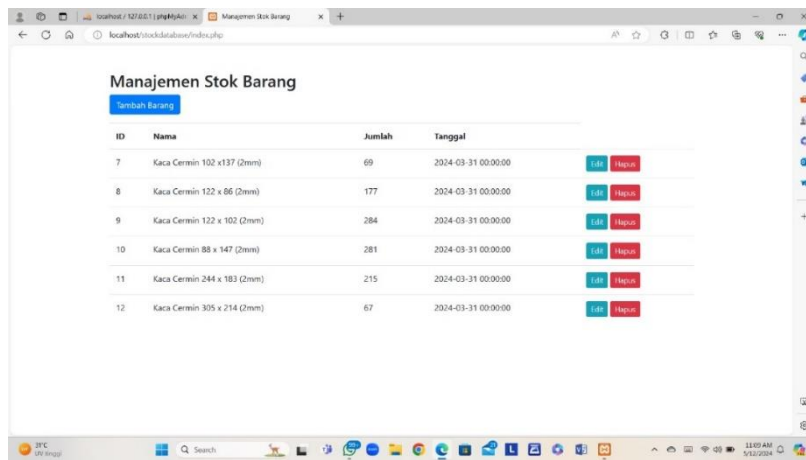 localhost / 127.0.0.1 | phpMyAdm
Manajemen Stok Barang
localhost/stockdatabase/index.php
Manajemen Stok Barang
Tambah Barang
ID Nama Jumlah Tanggal
7 Kaca Cermin 102 x137 (2mm) 69 2024-03-31 00:00:00 Edit Hapus
8 Kaca Cermin 122 x 86 (2mm) 177 2024-03-31 00:00:00 Edit Hapus
9 Kaca Cermin 122 x 102 (2mm) 284 2024-03-31 00:00:00 Edit Hapus
10 Kaca Cermin 88 x 147 (2mm) 281 2024-03-31 00:00:00 Edit Hapus
11 Kaca Cermin 244 x 183 (2mm) 215 2024-03-31 00:00:00 Edit Hapus
12 Kaca Cermin 305 x 214 (2mm) 67 2024-03-31 00:00:00 Edit Hapus
31°C
UV tinggi
Search
11:09 AM
5/12/2024